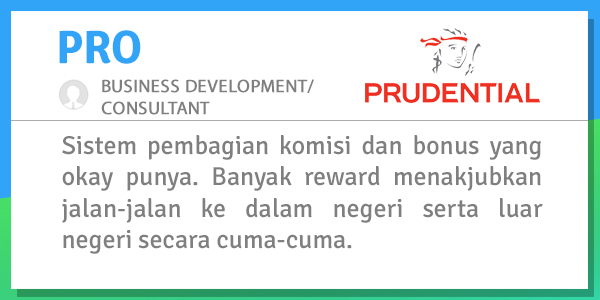 PRO
BUSINESS DEVELOPMENT/
CONSULTANT
PRUDENTIAL
Sistem pembagian komisi dan bonus yang
okay punya. Banyak reward menakjubkan
jalan-jalan ke dalam negeri serta luar
negeri secara cuma-cuma.